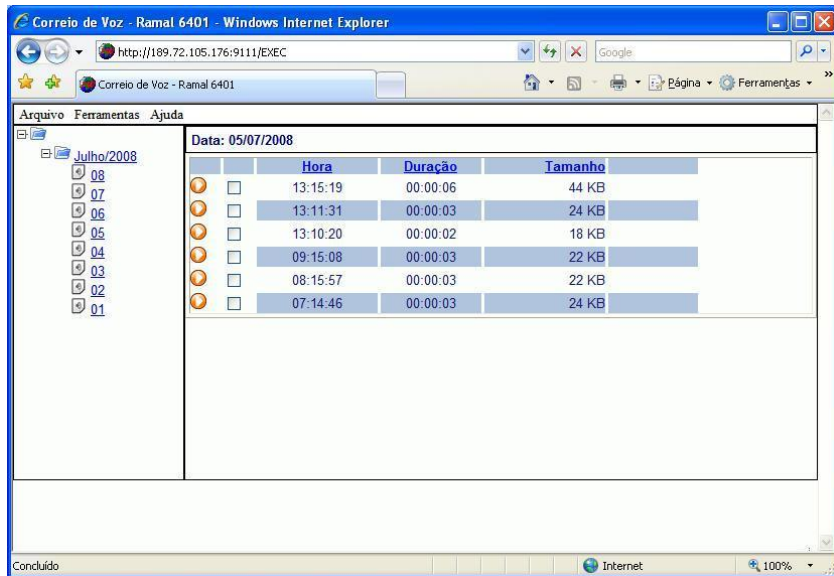 Correio de Voz - Ramal 6401 - Windows Internet Explorer
http://189.72.105.176:9111/EXEC
Google
Correio de Voz - Ramal 6401
Página
Ferramentas
»
Arquivo Ferramentas Ajuda
Julho/2008
08
07
06
05
04
03
02
01
Data: 05/07/2008
Hora Duração Tamanho
13:15:19 00:00:06 44 KB
13:11:31 00:00:03 24 KB
13:10:20 00:00:02 18 KB
09:15:08 00:00:03 22 KB
08:15:57 00:00:03 22 KB
07:14:46 00:00:03 24 KB
Concluído
Internet
100%